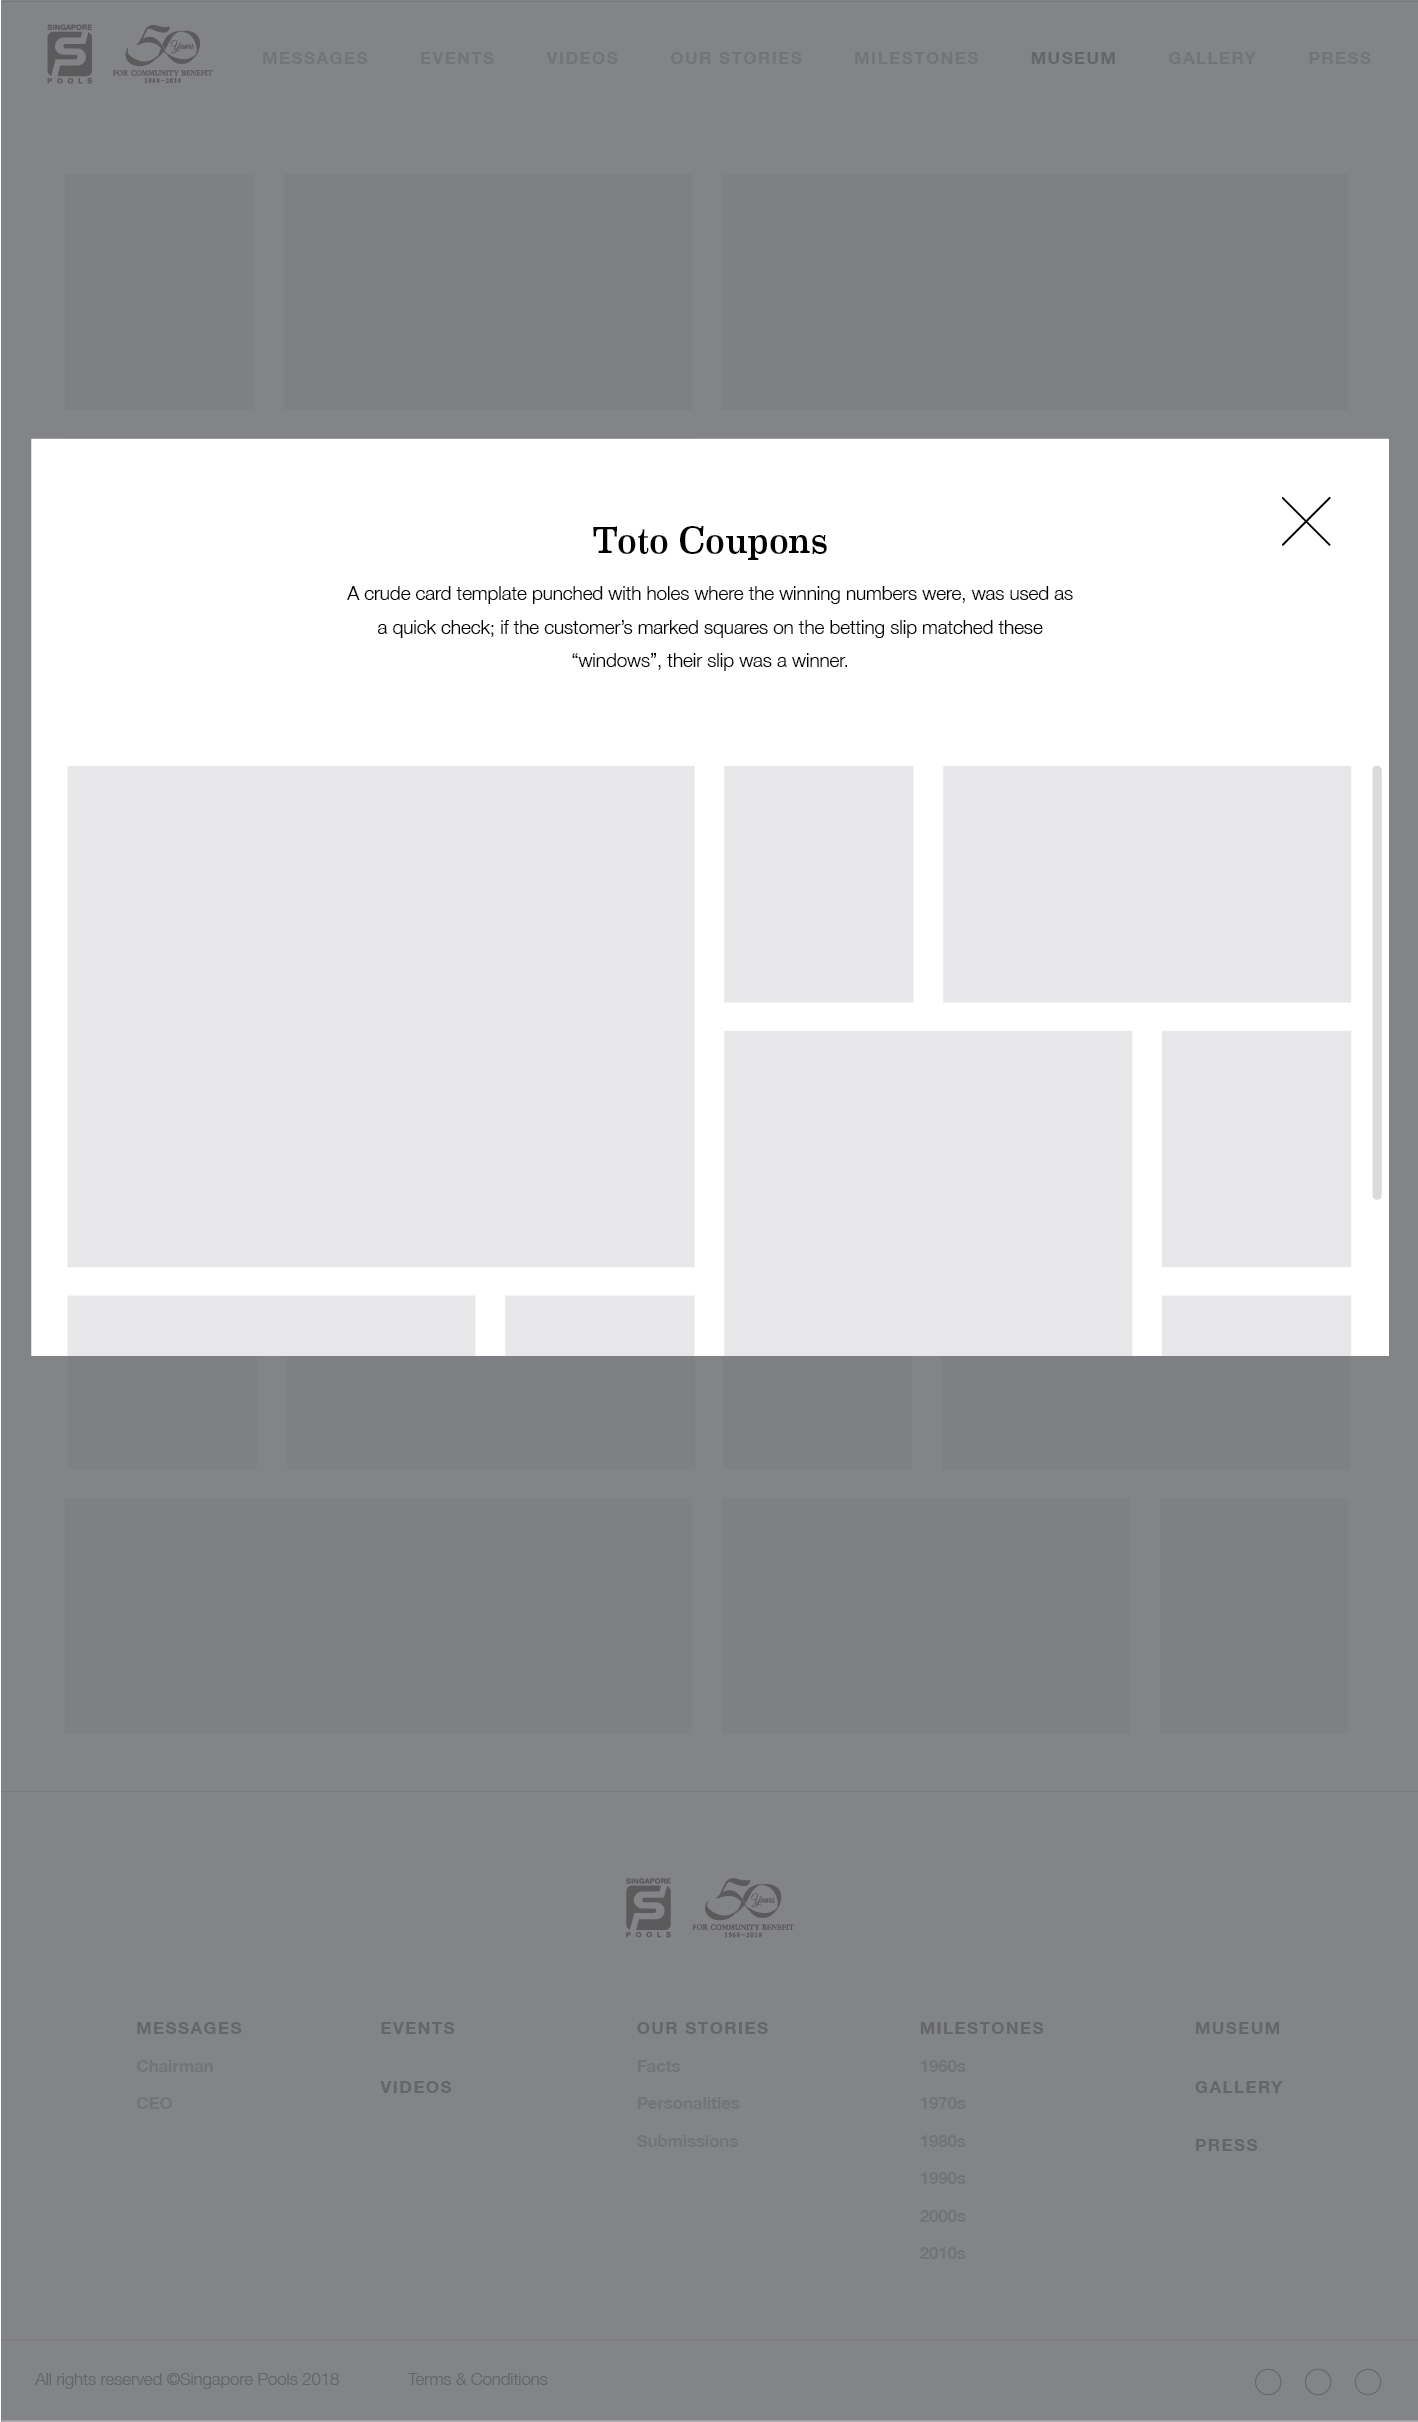 SINGAPORE
POOLS
50 Years
FOR COMMUNITY BENEFIT
1968–2018
MESSAGES EVENTS VIDEOS OUR STORIES MILESTONES MUSEUM GALLERY PRESS
Toto Coupons
A crude card template punched with holes where the winning numbers were, was used as
a quick check; if the customer’s marked squares on the betting slip matched these
“windows”, their slip was a winner.
SINGAPORE
POOLS
50 Years
FOR COMMUNITY BENEFIT
1968–2018
MESSAGES
Chairman
CEO
EVENTS
VIDEOS
OUR STORIES
Facts
Personalities
Submissions
MILESTONES
1960s
1970s
1980s
1990s
2000s
2010s
MUSEUM
GALLERY
PRESS
All rights reserved ©Singapore Pools 2018 Terms & Conditions